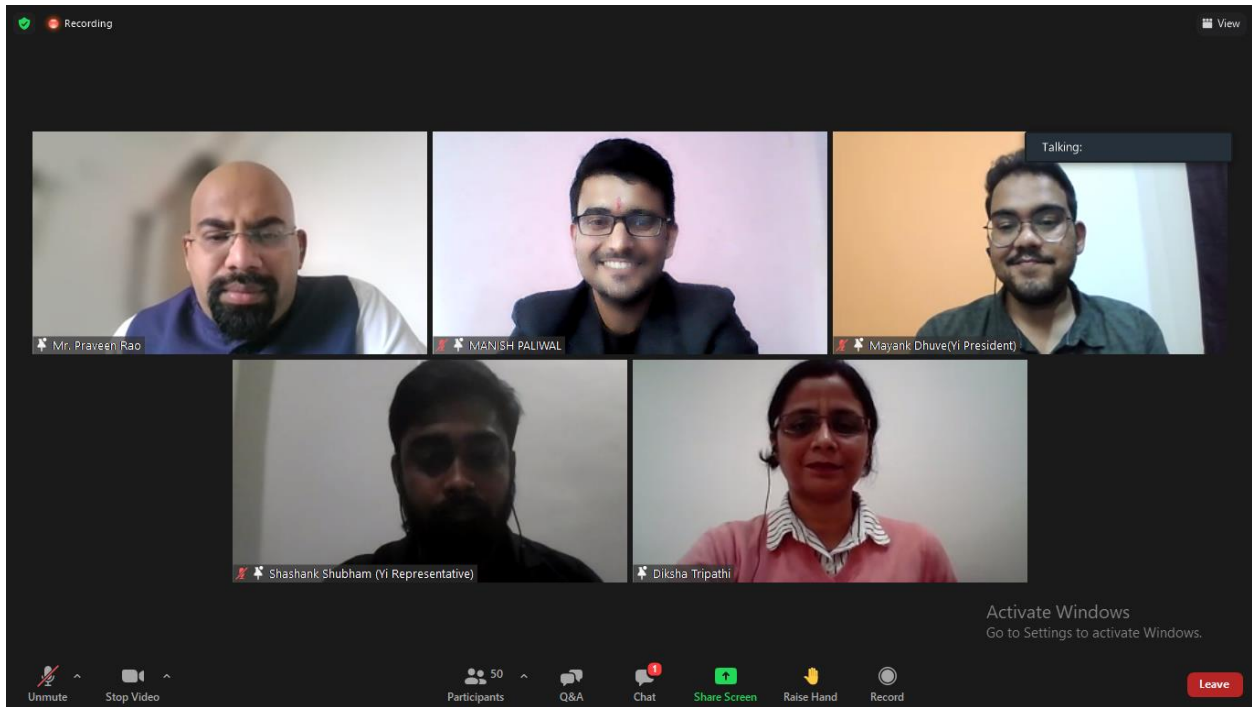 Recording
View
Talking:
Mr. Praveen Rao
MANISH PALIWAL
Mayank Dhuve(Yi President)
Shashank Shubham (Yi Representative)
Diksha Tripathi
Activate Windows
Go to Settings to activate Windows.
50
1
Unmute
Stop Video
Participants
Q&A
Chat
Share Screen
Raise Hand
Record
Leave